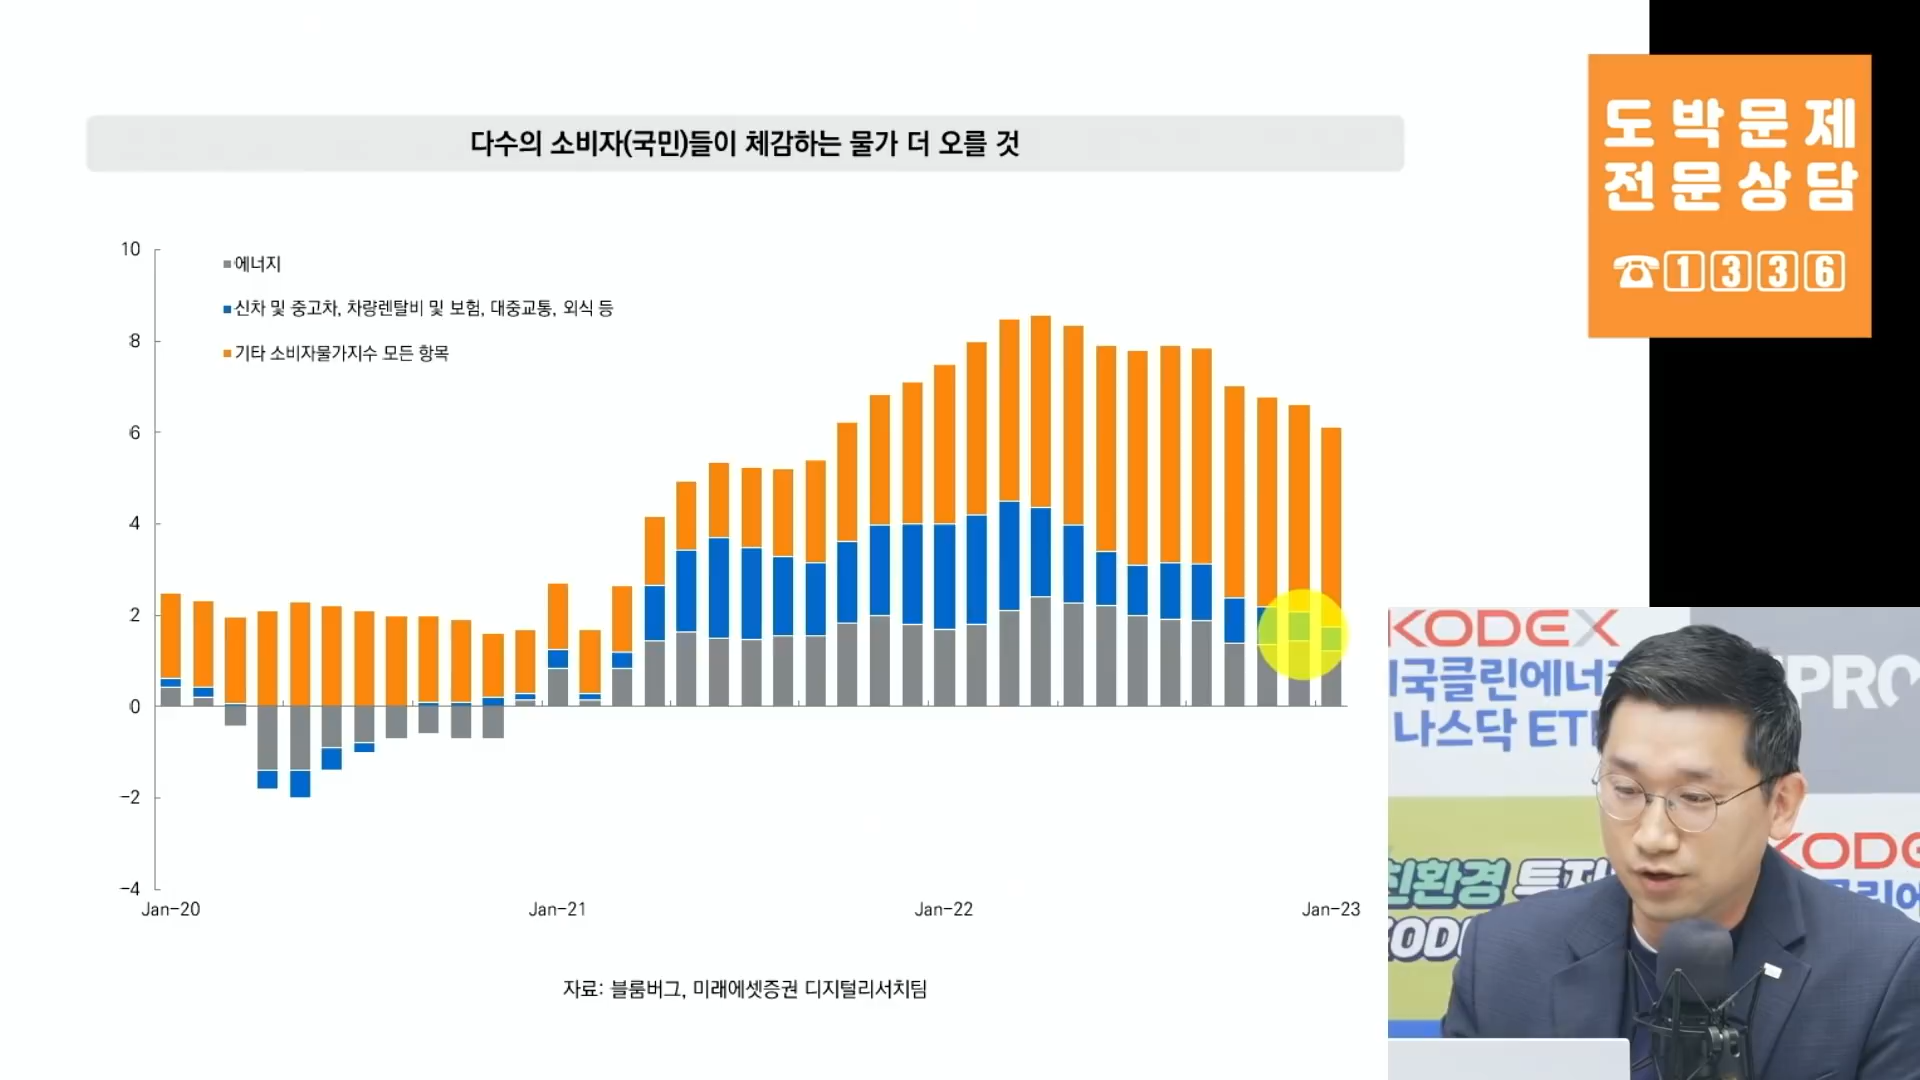 다수의 소비자(국민)들이 체감하는 물가 더 오를 것
도박문제
전문상담
☎1336
10
8
6
4
2
0
-2
-4
에너지
신차 및 중고차, 차량렌탈비 및 보험, 대중교통, 외식 등
기타 소비자물가지수 모든 항목
Jan-20
Jan-21
Jan-22
Jan-23
자료: 블룸버그, 미래에셋증권 디지털리서치팀
KODEX
미국클린에너
나스닥 ET
PRO
KOD
친환경 투자
KOD